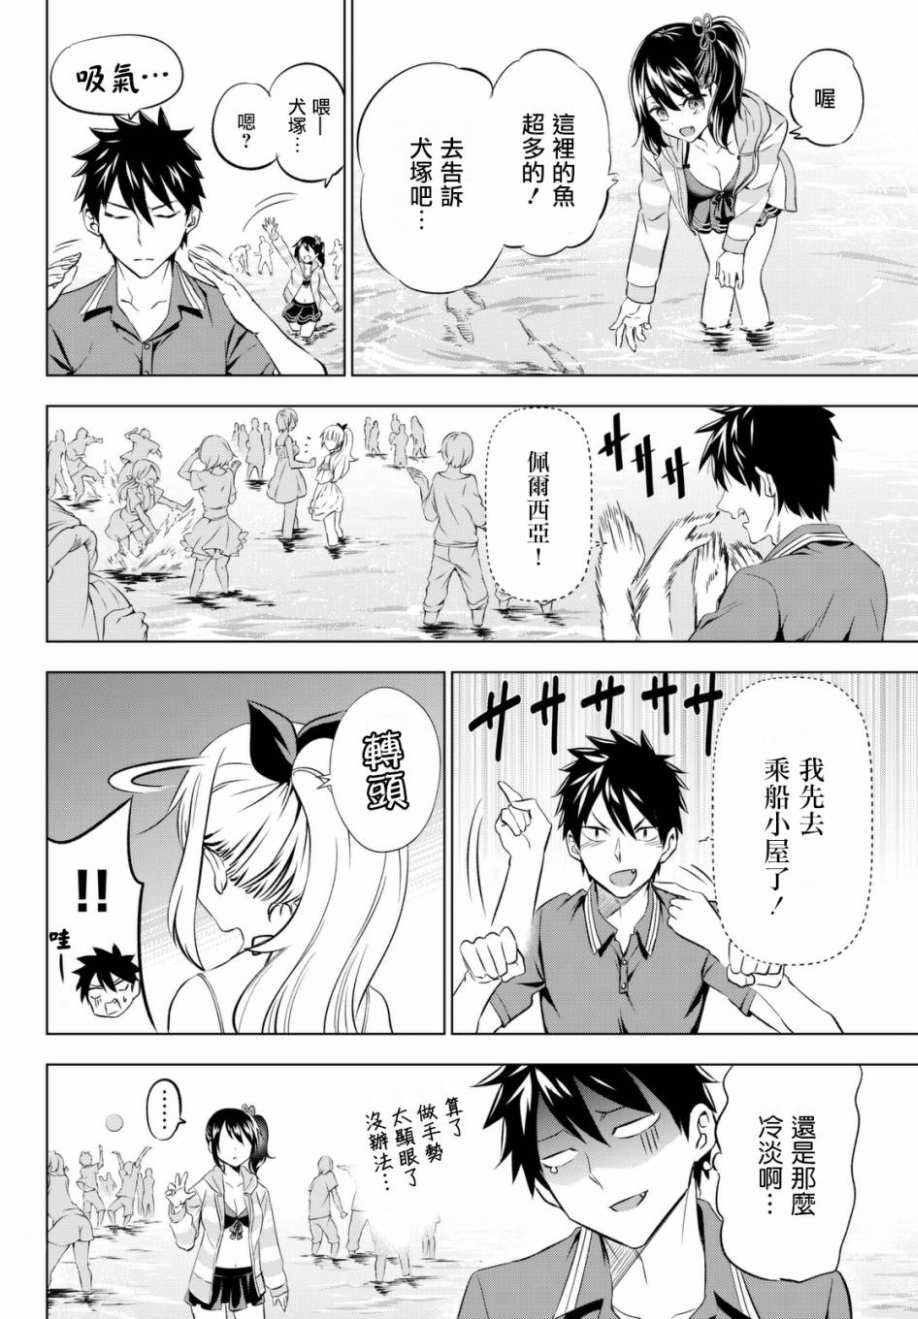 喔
這裡的魚
超多的！
去告訴
犬塚吧…
喂—
犬塚…
嗯？
吸氣…
ササササ
佩爾西亞！
ササササササ
我先去
乘船小屋了！
轉頭
!!
哇—
還是那麼
冷淡啊…
算了
做手勢
太顯眼了
沒辦法…
……